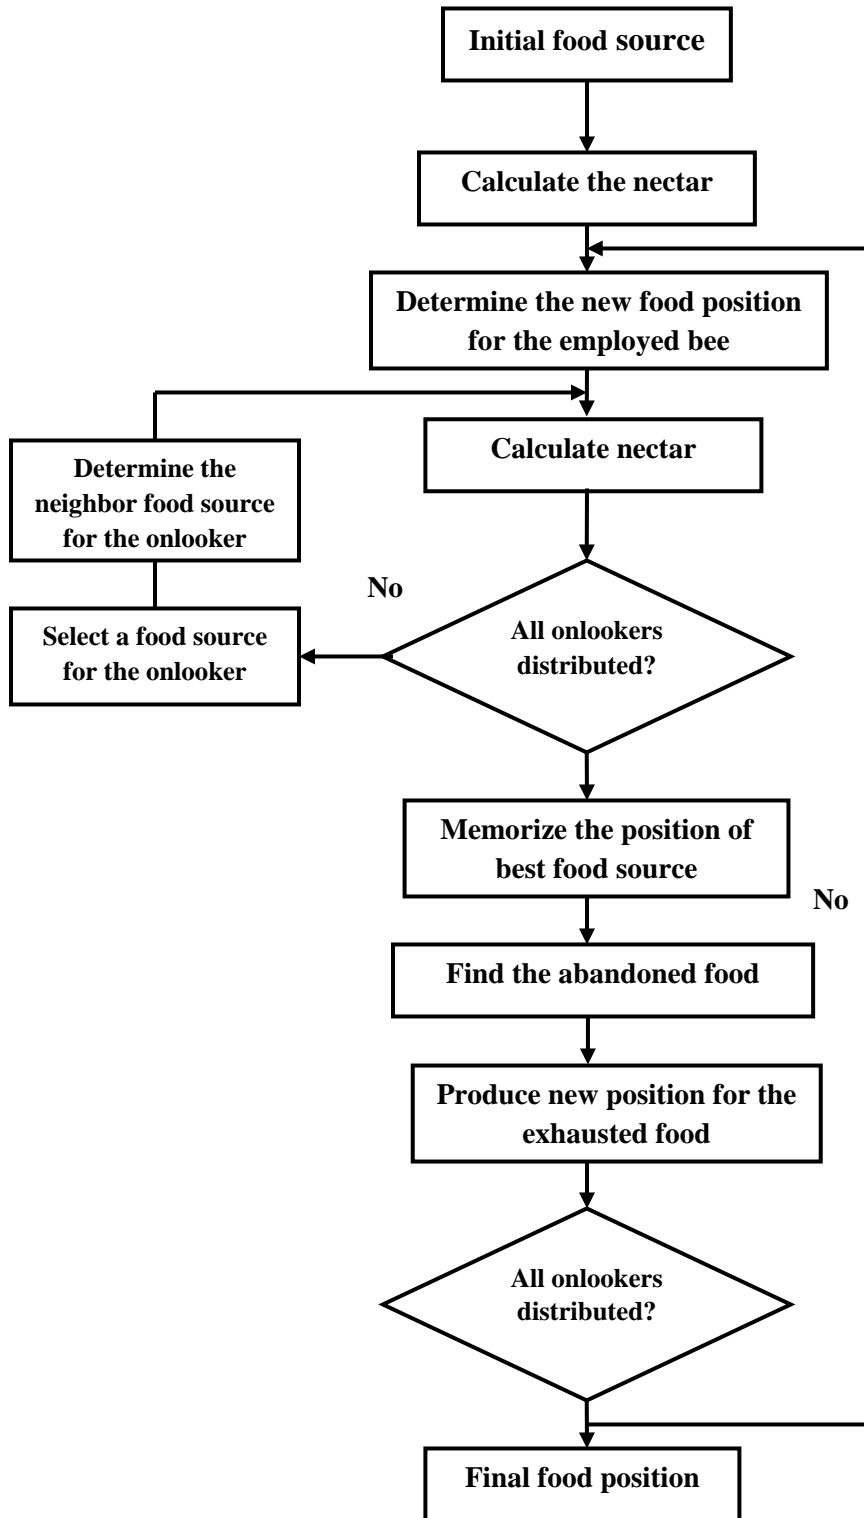 Initial food source
Calculate the nectar
Determine the new food position
for the employed bee
Calculate nectar
Determine the
neighbor food source
for the onlooker
No
Select a food source
for the onlooker
All onlookers
distributed?
Memorize the position of
best food source
No
Find the abandoned food
Produce new position for the
exhausted food
All onlookers
distributed?
Final food position